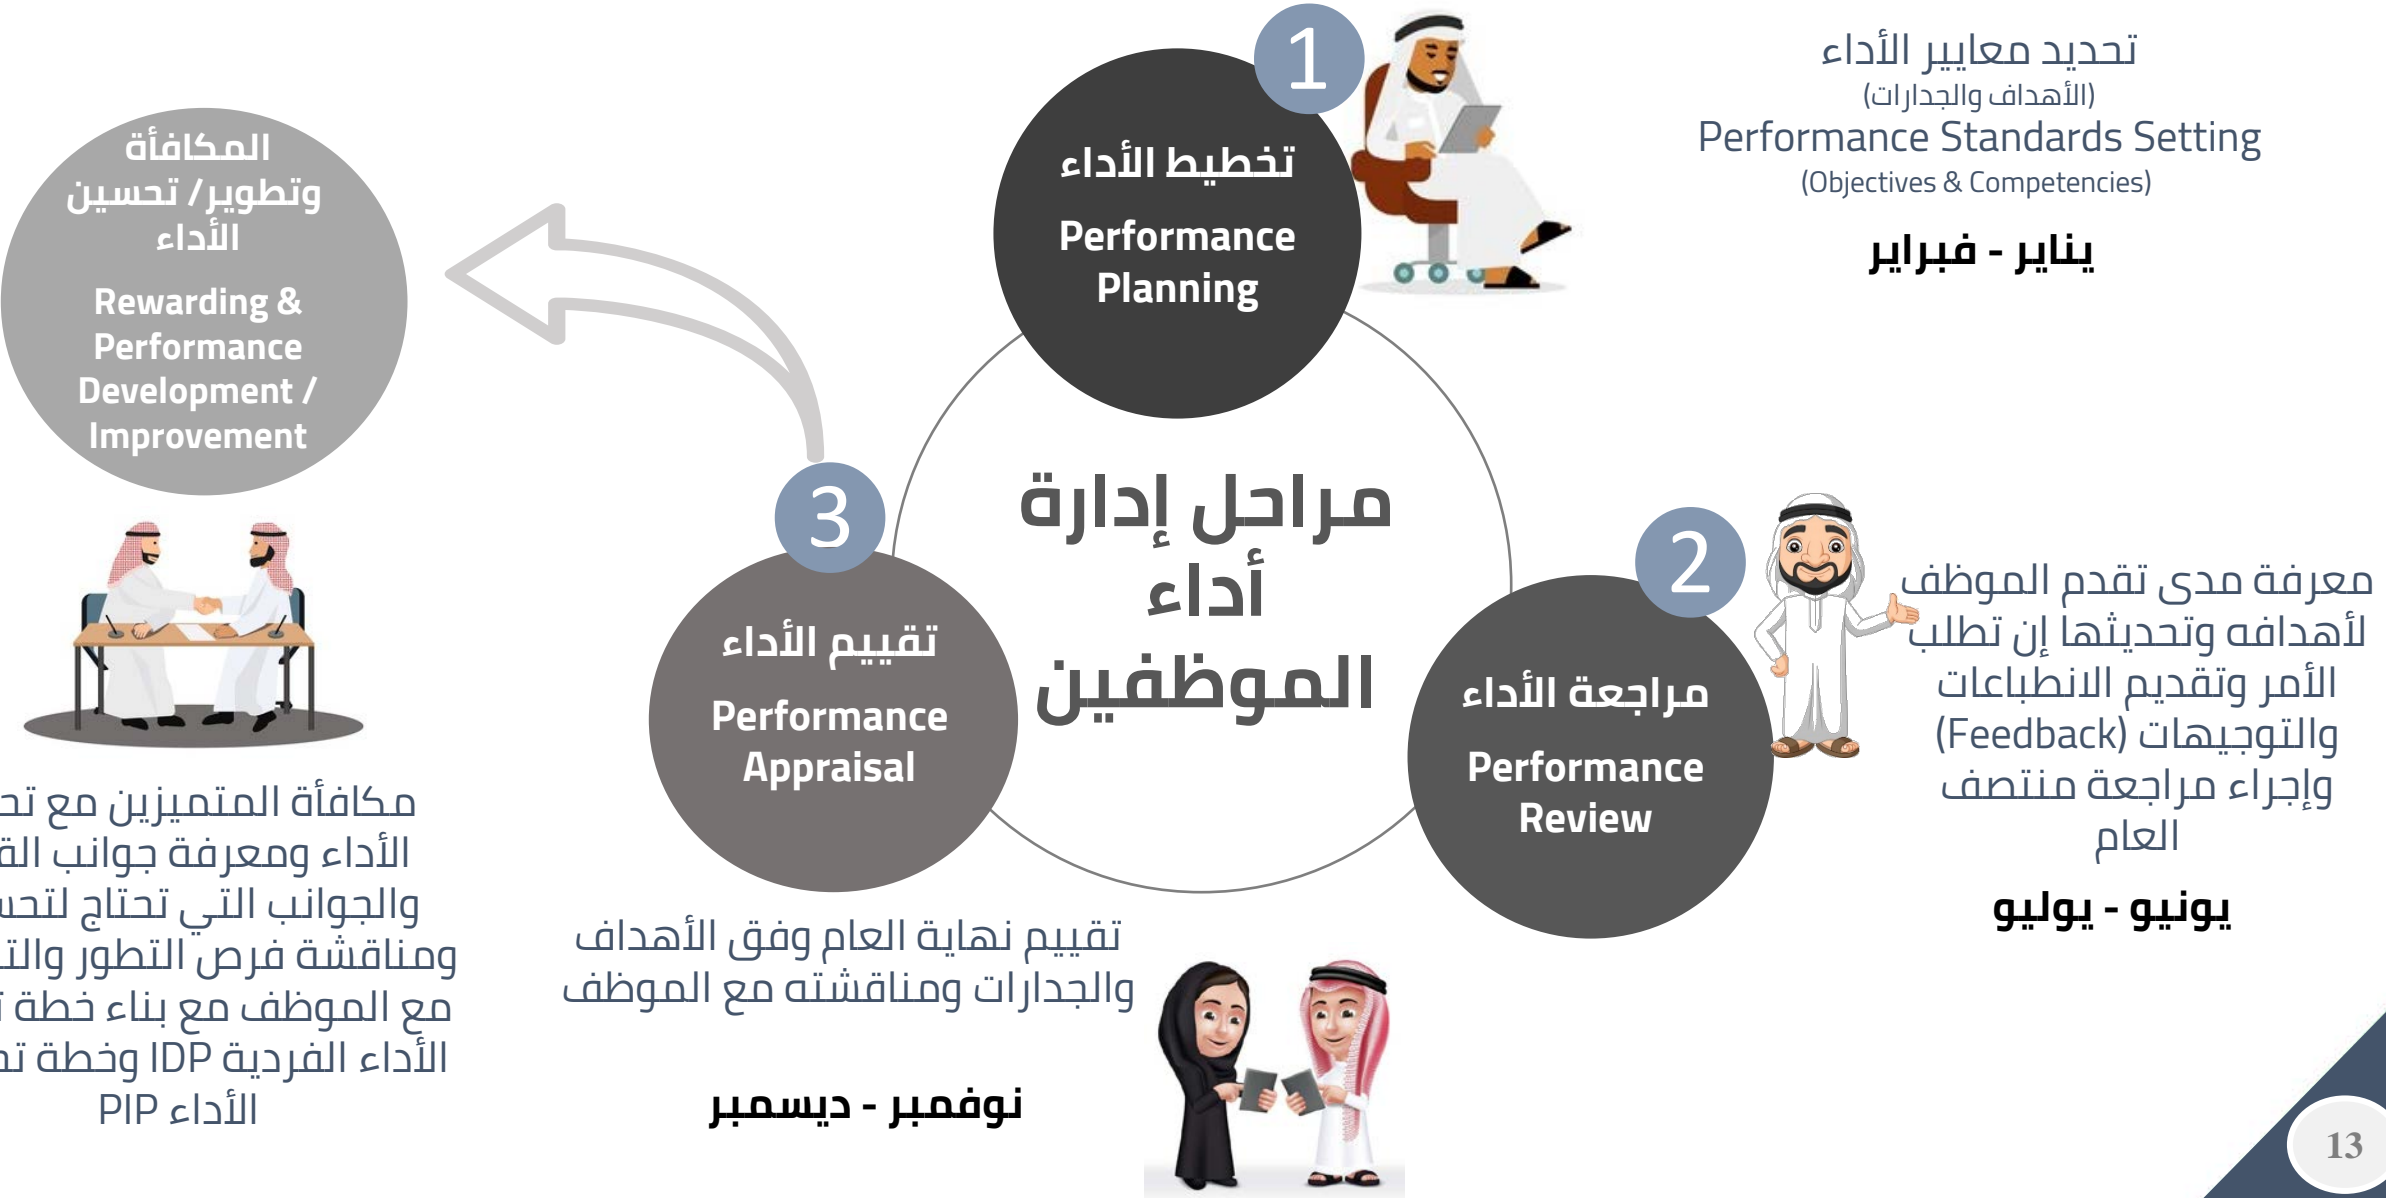 مراحل إدارة
أداء
الموظفين
1
تخطيط الأداء
Performance
Planning
تحديد معايير الأداء
(الأهداف والجدارات)
Performance Standards Setting
(Objectives & Competencies)
يناير - فبراير
2
مراجعة الأداء
Performance
Review
معرفة مدى تقدم الموظف
لأهدافه وتحديثها إن تطلب
الأمر وتقديم الانطباعات
والتوجيهات (Feedback)
وإجراء مراجعة منتصف
العام
يونيو - يوليو
3
تقييم الأداء
Performance
Appraisal
تقييم نهاية العام وفق الأهداف
والجدارات ومناقشته مع الموظف
نوفمبر - ديسمبر
المكافأة
وتطوير/ تحسين
الأداء
Rewarding &
Performance
Development /
Improvement
مكافأة المتميزين مع
الأداء ومعرفة جوانب
والجوانب التي تحتاج
ومناقشة فرص التطور
مع الموظف مع بناء خطة
الأداء الفردية IDP وخطة
الأداء PIP
13